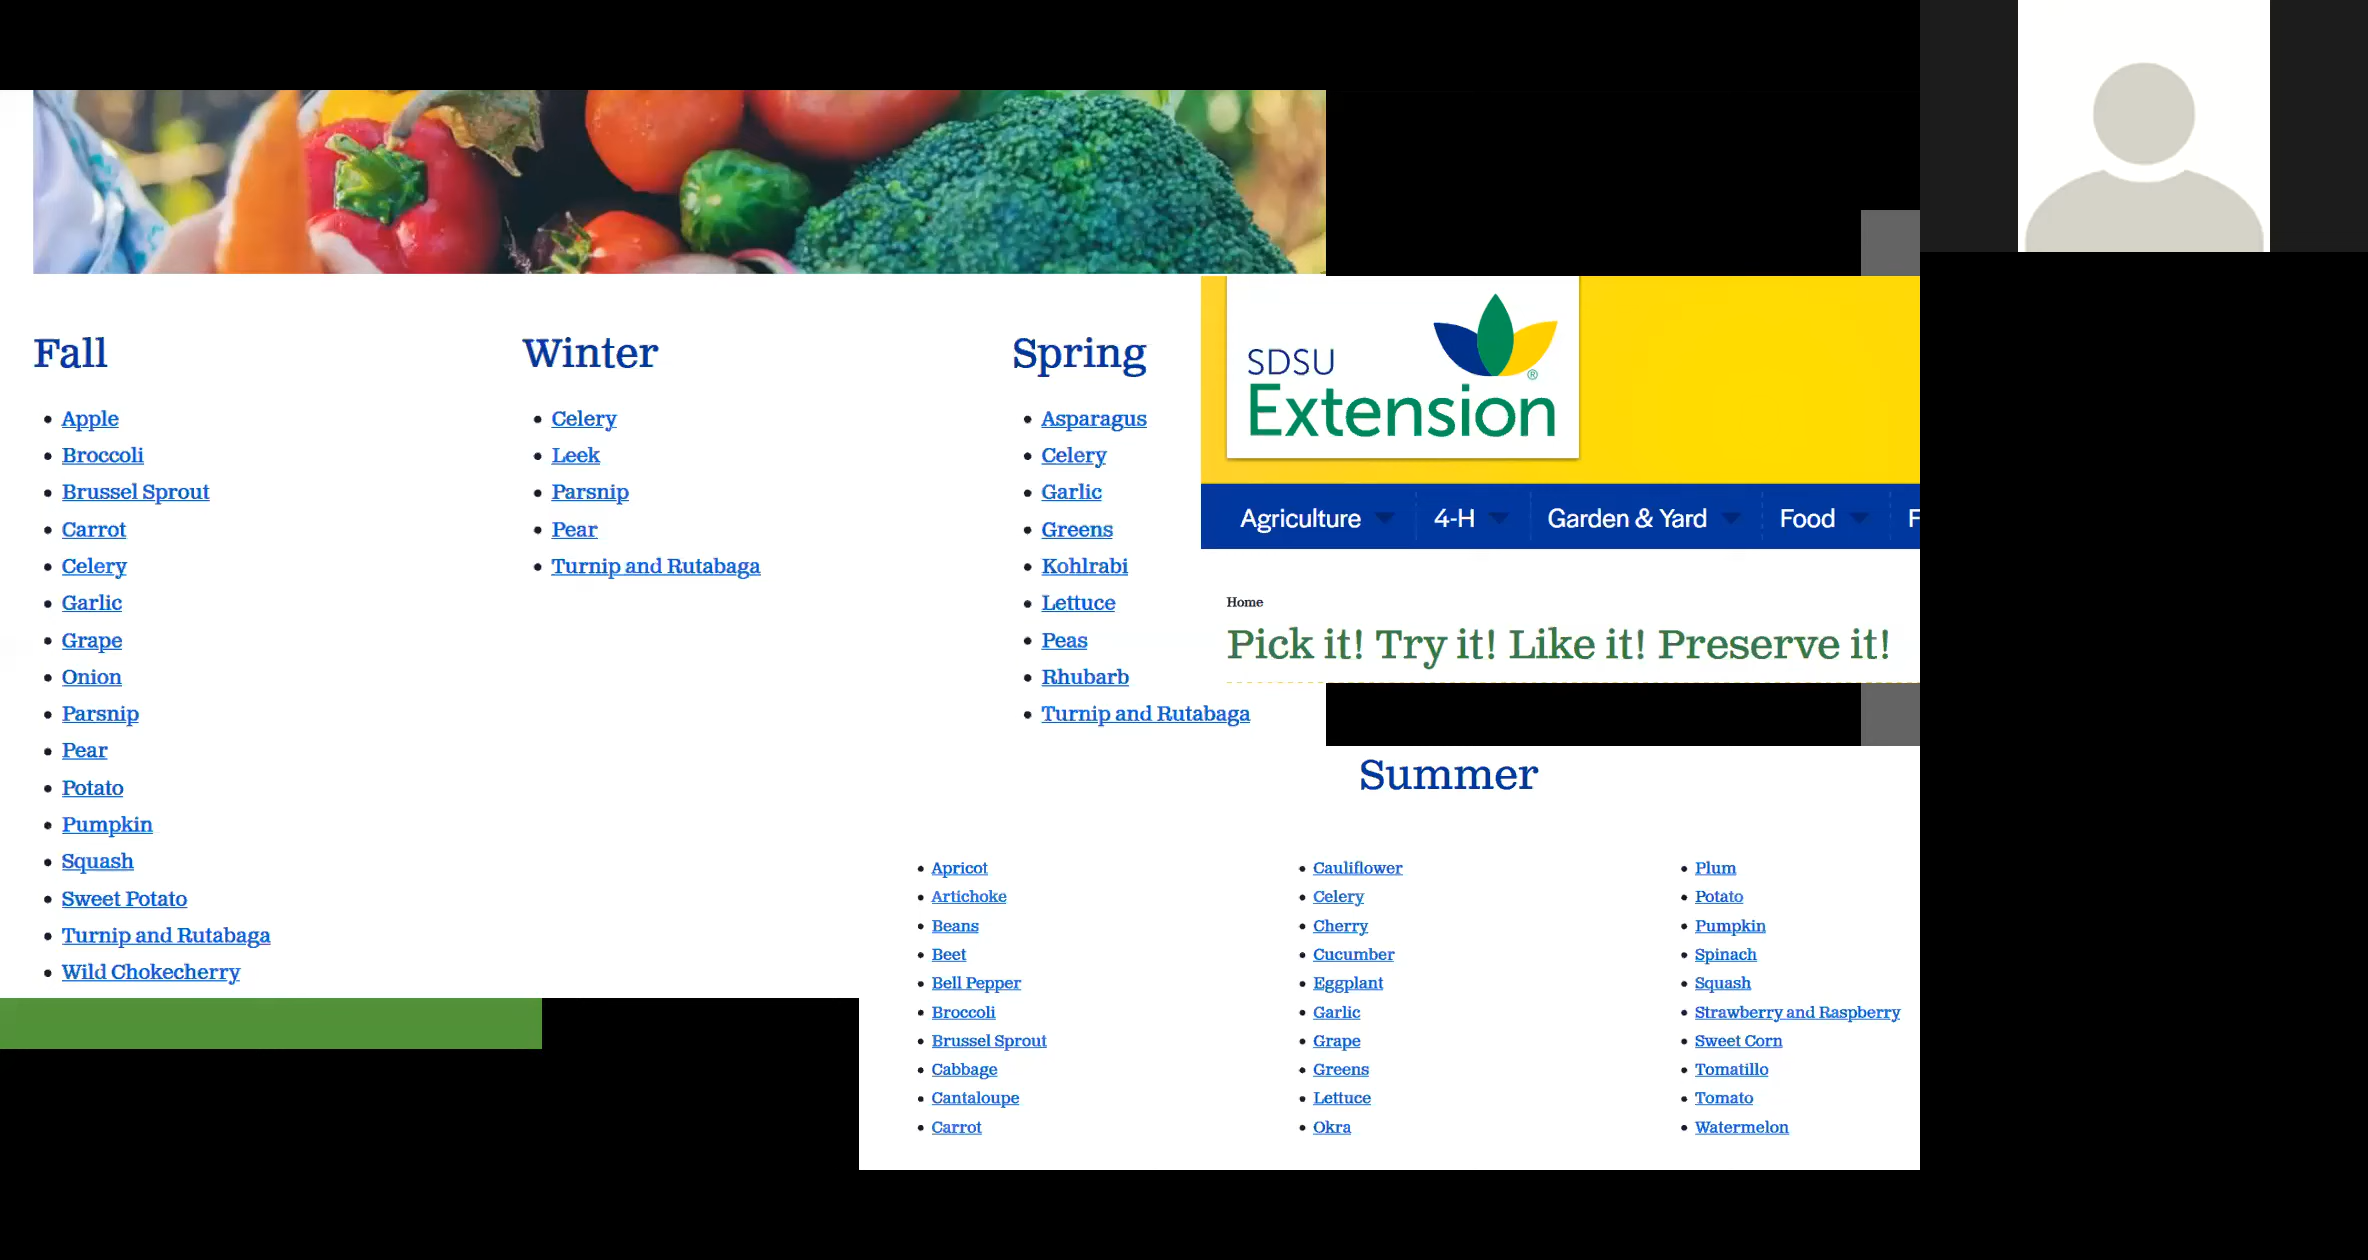 Fall
Apple
Broccoli
Brussel Sprout
Carrot
Celery
Garlic
Grape
Onion
Parsnip
Pear
Potato
Pumpkin
Squash
Sweet Potato
Turnip and Rutabaga
Wild Chokecherry
Winter
Celery
Leek
Parsnip
Pear
Turnip and Rutabaga
Spring
Asparagus
Celery
Garlic
Greens
Kohlrabi
Lettuce
Peas
Rhubarb
Turnip and Rutabaga
SDSU
Extension®
Agriculture 4-H Garden & Yard Food F
Home
Pick it! Try it! Like it! Preserve it!
Summer
Apricot
Artichoke
Beans
Beet
Bell Pepper
Broccoli
Brussel Sprout
Cabbage
Cantaloupe
Carrot
Cauliflower
Celery
Cherry
Cucumber
Eggplant
Garlic
Grape
Greens
Lettuce
Okra
Plum
Potato
Pumpkin
Spinach
Squash
Strawberry and Raspberry
Sweet Corn
Tomatillo
Tomato
Watermelon